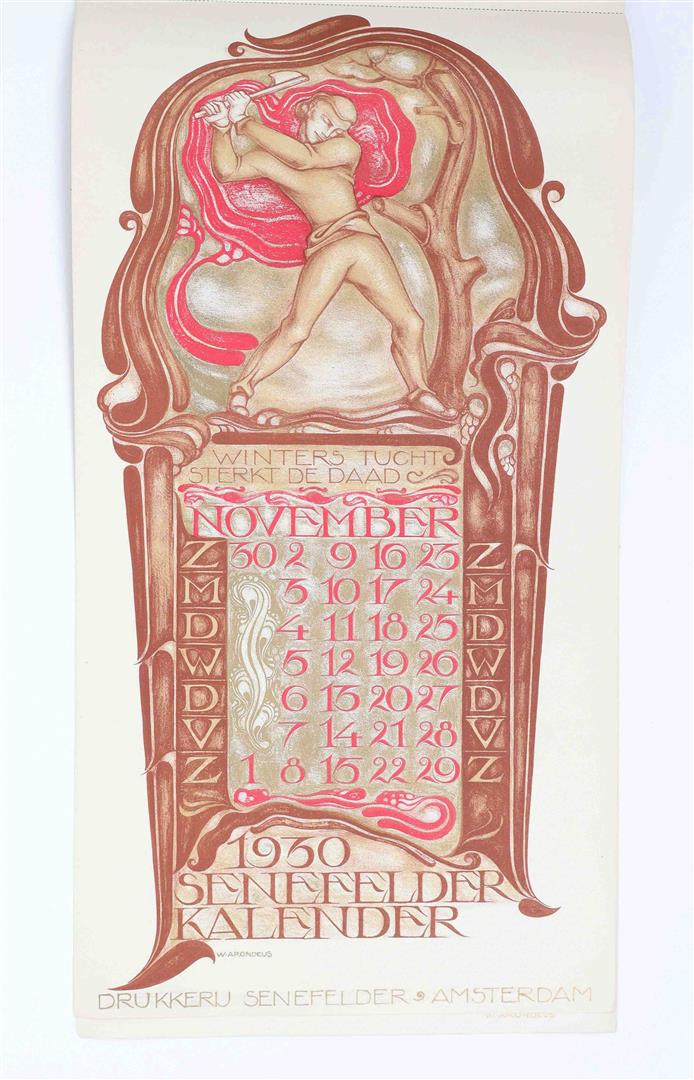 WINTERS TUCHT
STERKT DE DAAD
NOVEMBER
Z 30 2 9 16 23 Z
M 3 10 17 24 M
D 4 11 18 25 D
W 5 12 19 26 W
D 6 13 20 27 D
V 7 14 21 28 V
Z 1 8 15 22 29 Z
1930
SENEFELDER
KALENDER
W·ARONDEUS
DRUKKERIJ SENEFELDER AMSTERDAM
W·ARONDEUS